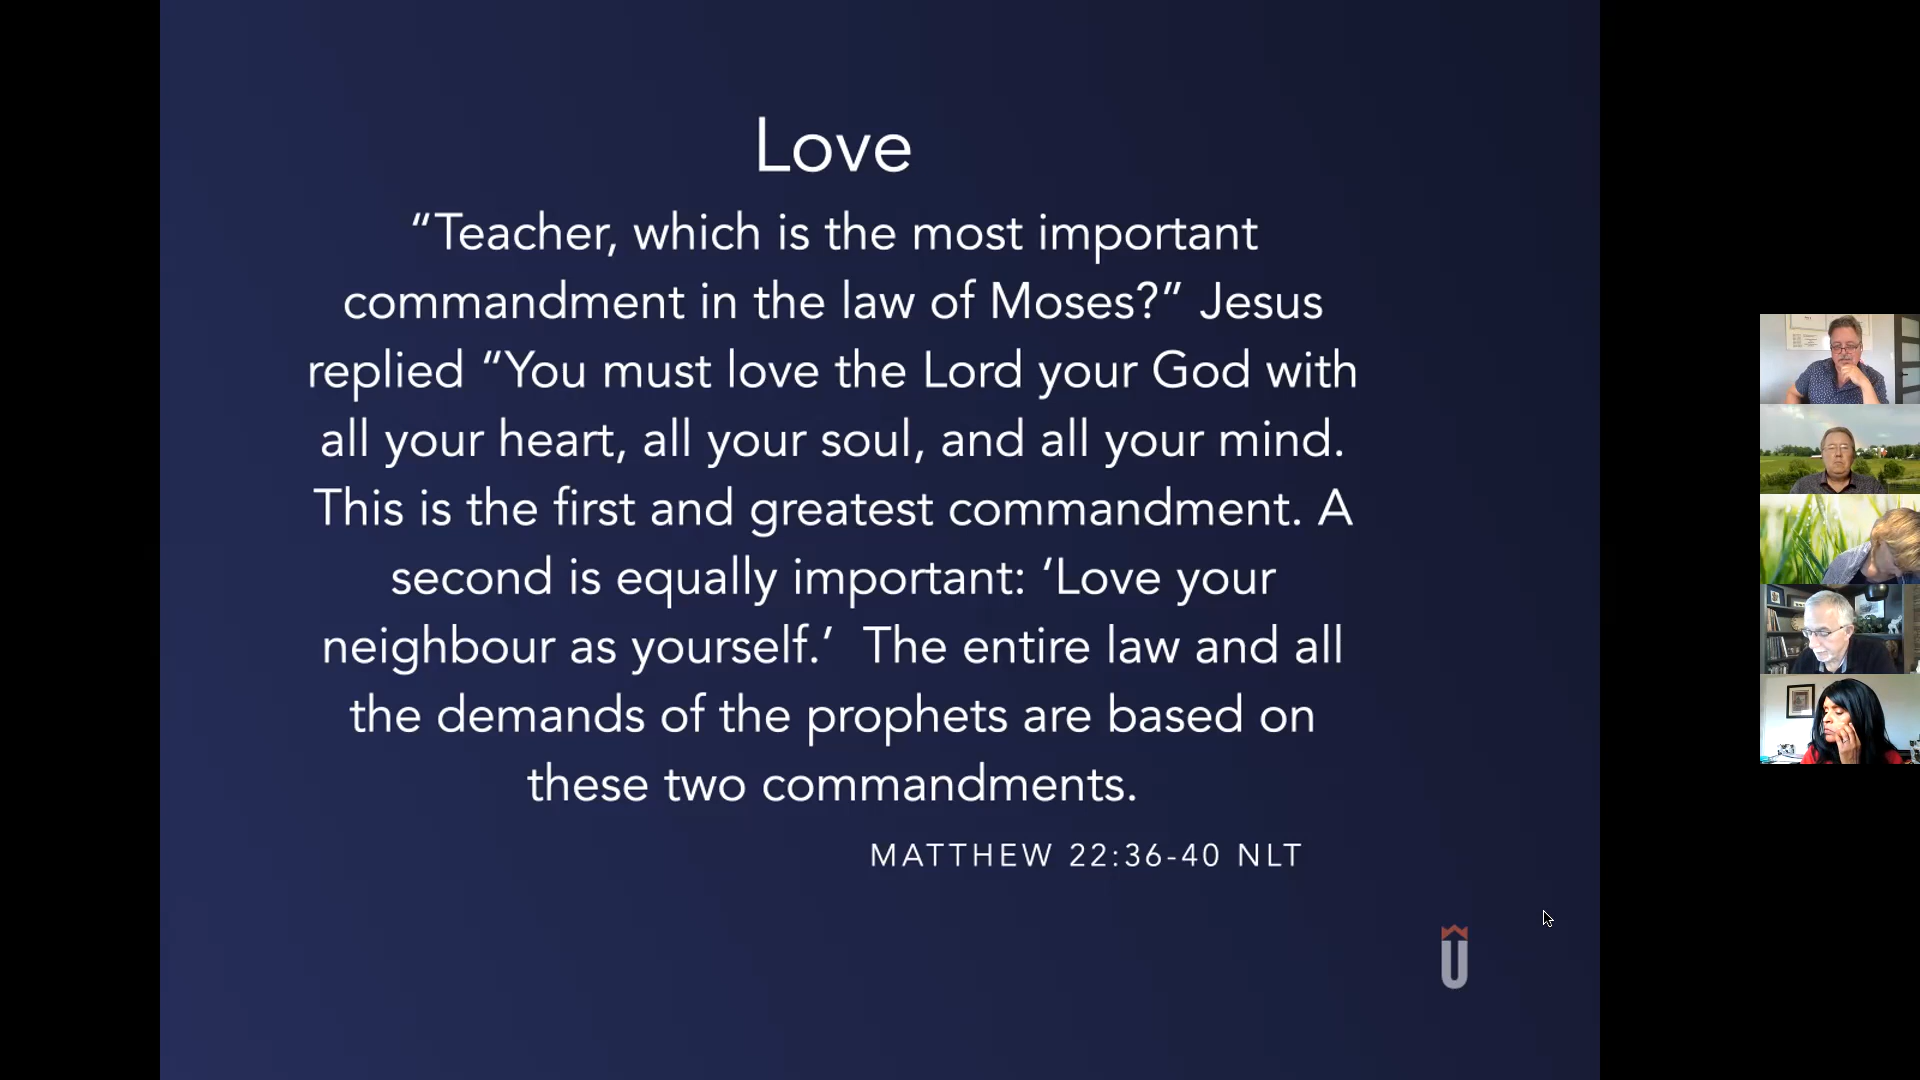 Love
“Teacher, which is the most important
commandment in the law of Moses?” Jesus
replied “You must love the Lord your God with
all your heart, all your soul, and all your mind.
This is the first and greatest commandment. A
second is equally important: ‘Love your
neighbour as yourself.’ The entire law and all
the demands of the prophets are based on
these two commandments.
MATTHEW 22:36-40 NLT
U